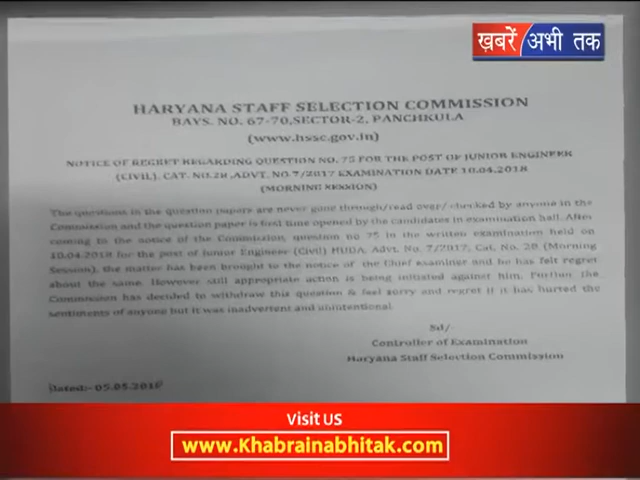 ख़बरें अभी तक
HARYANA STAFF SELECTION COMMISSION
BAYS. NO. 67-70,SECTOR-2, PANCHKULA
(www.hssc.gov.in)
NOTICE OF REGRET REGARDING QUESTION NO. 75 FOR THE POST OF JUNIOR ENGINEER
(CIVIL), CAT. NO.28 ,ADVT. NO.7/2017 EXAMINATION DATE 10.04.2018
(MORNING SESSION)
The questions in the question papers are never gone through/read over/ checked by anyone in the
Commission and the question paper is first time opened by the candidates in examination hall. After
coming to the notice of the Commission, question no 75 in the written examination held on
10.04.2018 for the post of Junior Engineer (Civil) HUDA, Advt. No. 7/2017, Cat. No. 28 (Morning
Session), the matter has been brought to the notice of the Chief examiner and he has felt regret
about the same. However still appropriate action is being initiated against him. Further the
Commission has decided to withdraw this question & feel sorry and regret if it has hurted the
sentiments of anyone but it was inadvertent and unintentional.
Sd/-
Controller of Examination
Haryana Staff Selection Commission
Dated:- 05.05.2018
Visit US
www.Khabrainabhitak.com